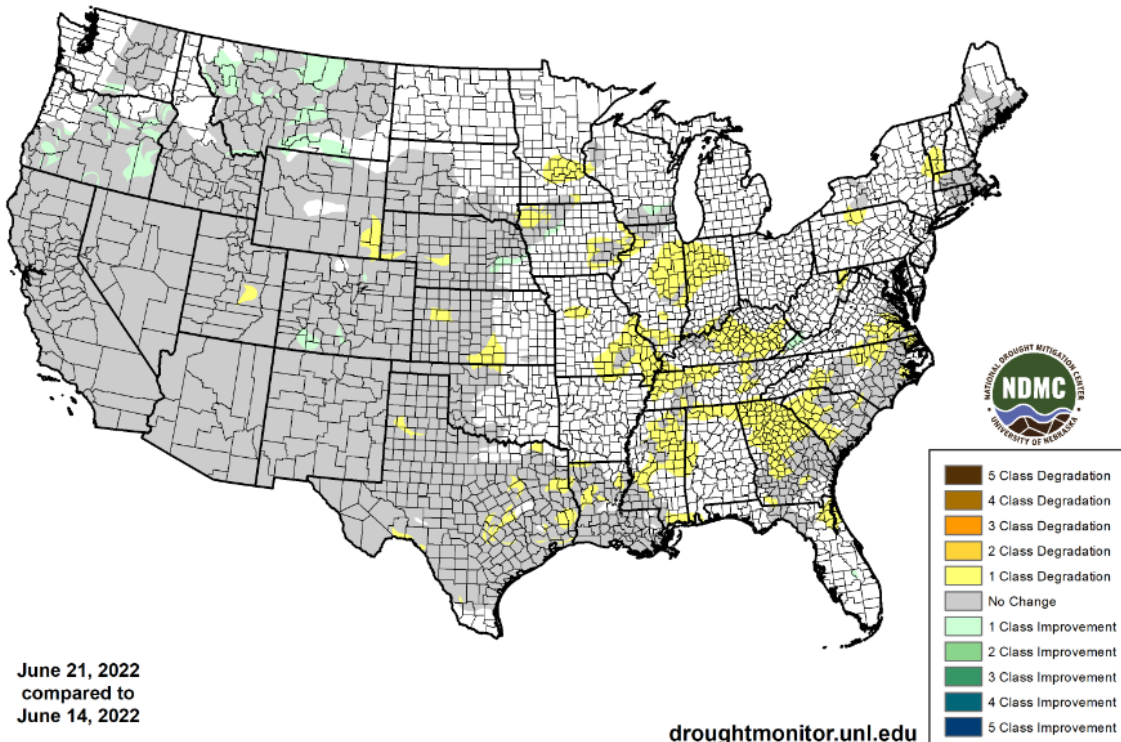 NATIONAL DROUGHT MITIGATION CENTER
NDMC
UNIVERSITY OF NEBRASKA
5 Class Degradation
4 Class Degradation
3 Class Degradation
2 Class Degradation
1 Class Degradation
No Change
1 Class Improvement
2 Class Improvement
3 Class Improvement
4 Class Improvement
5 Class Improvement
June 21, 2022
compared to
June 14, 2022
droughtmonitor.unl.edu